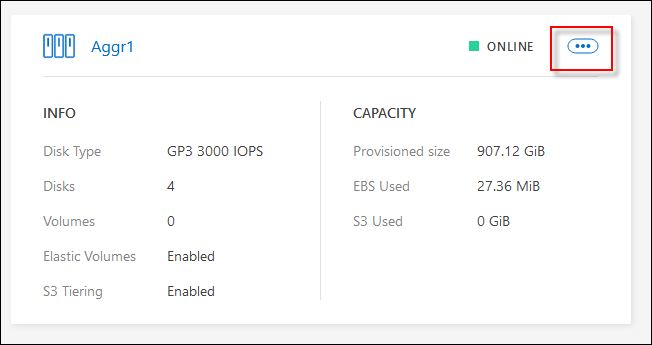 Aggr1
ONLINE
INFO
Disk Type GP3 3000 IOPS
Disks 4
Volumes 0
Elastic Volumes Enabled
S3 Tiering Enabled
CAPACITY
Provisioned size 907.12 GiB
EBS Used 27.36 MiB
S3 Used 0 GiB